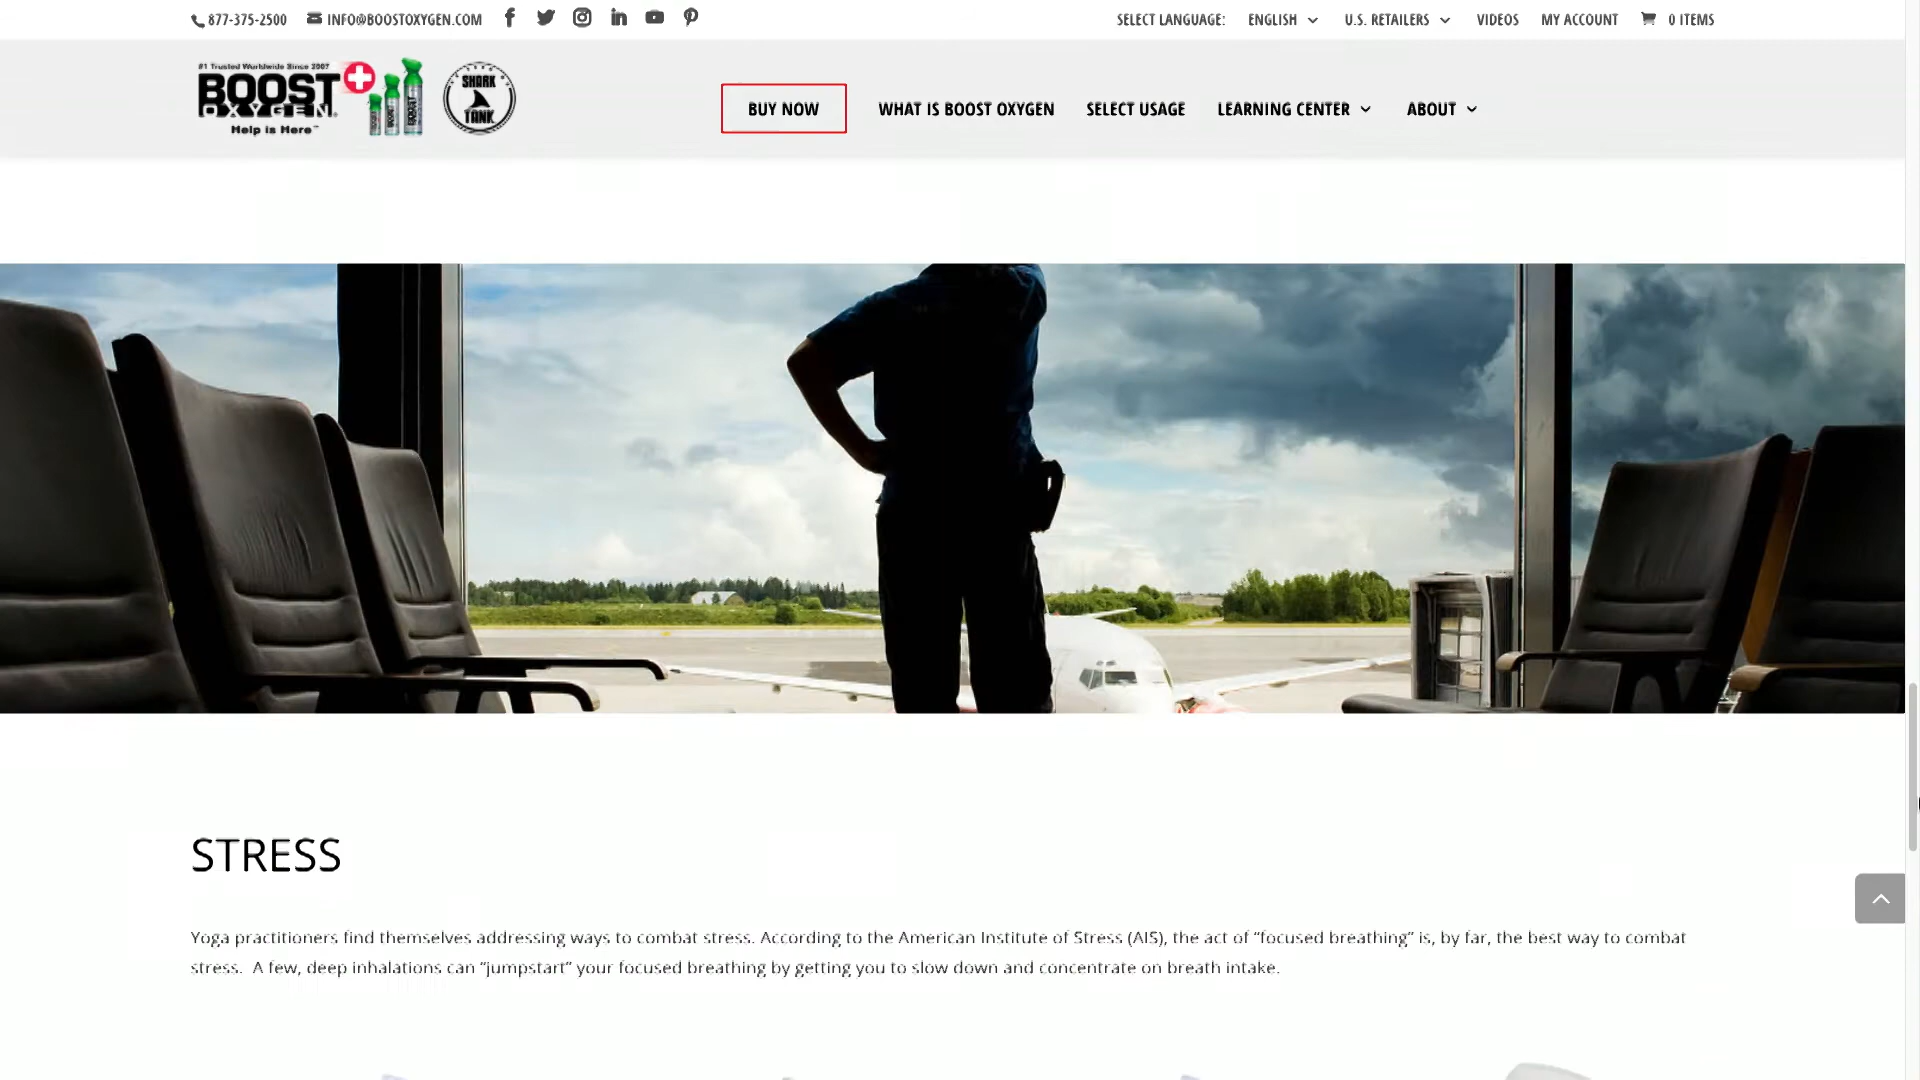 877-375-2500 INFO@BOOSTOXYGEN.COM SELECT LANGUAGE: ENGLISH U.S. RETAILERS VIDEOS MY ACCOUNT 0 ITEMS
#1 Trusted Worldwide Since 2007
BOOST
OXYGEN
Help is Here™
SHARK
TANK
BUY NOW WHAT IS BOOST OXYGEN SELECT USAGE LEARNING CENTER ABOUT
STRESS
Yoga practitioners find themselves addressing ways to combat stress. According to the American Institute of Stress (AIS), the act of “focused breathing” is, by far, the best way to combat
stress.  A few, deep inhalations can “jumpstart” your focused breathing by getting you to slow down and concentrate on breath intake.